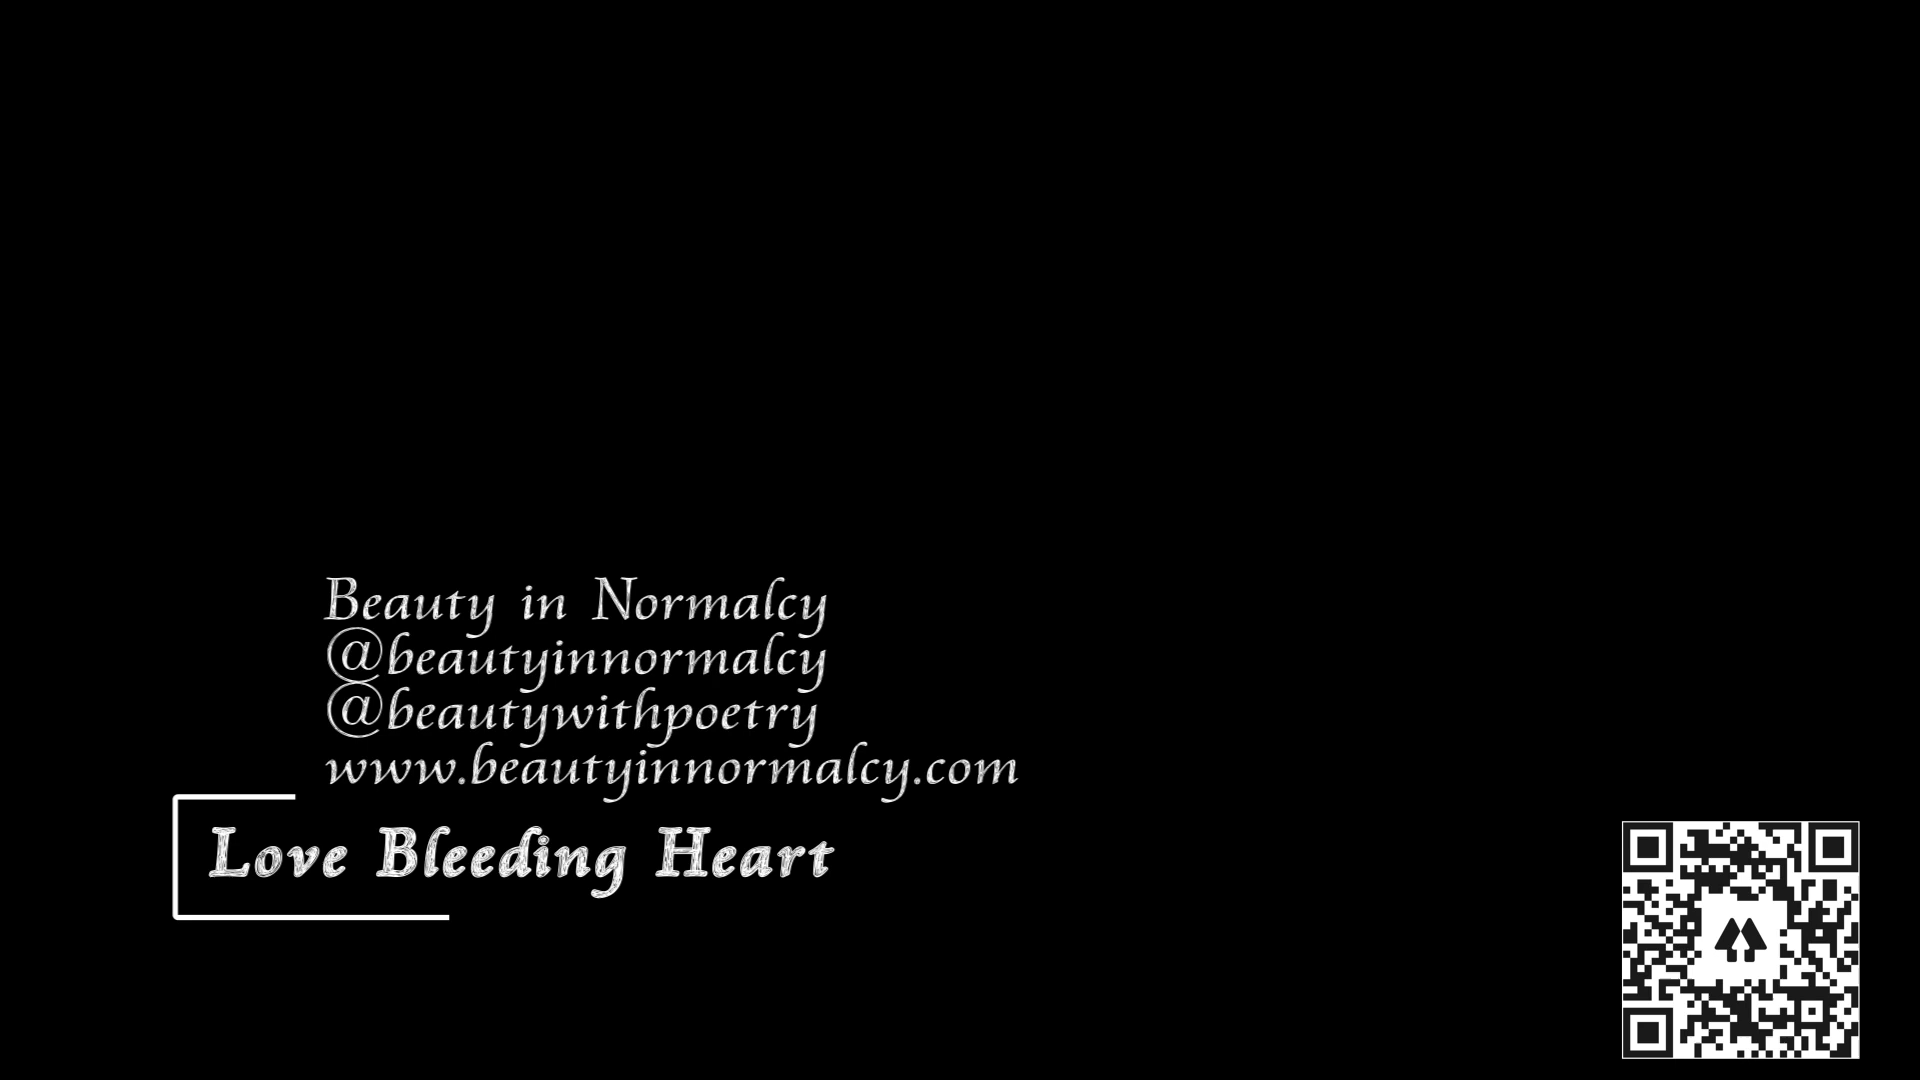 Beauty in Normalcy
@beautyinnormalcy
@beautywithpoetry
www.beautyinnormalcy.com
Love Bleeding Heart